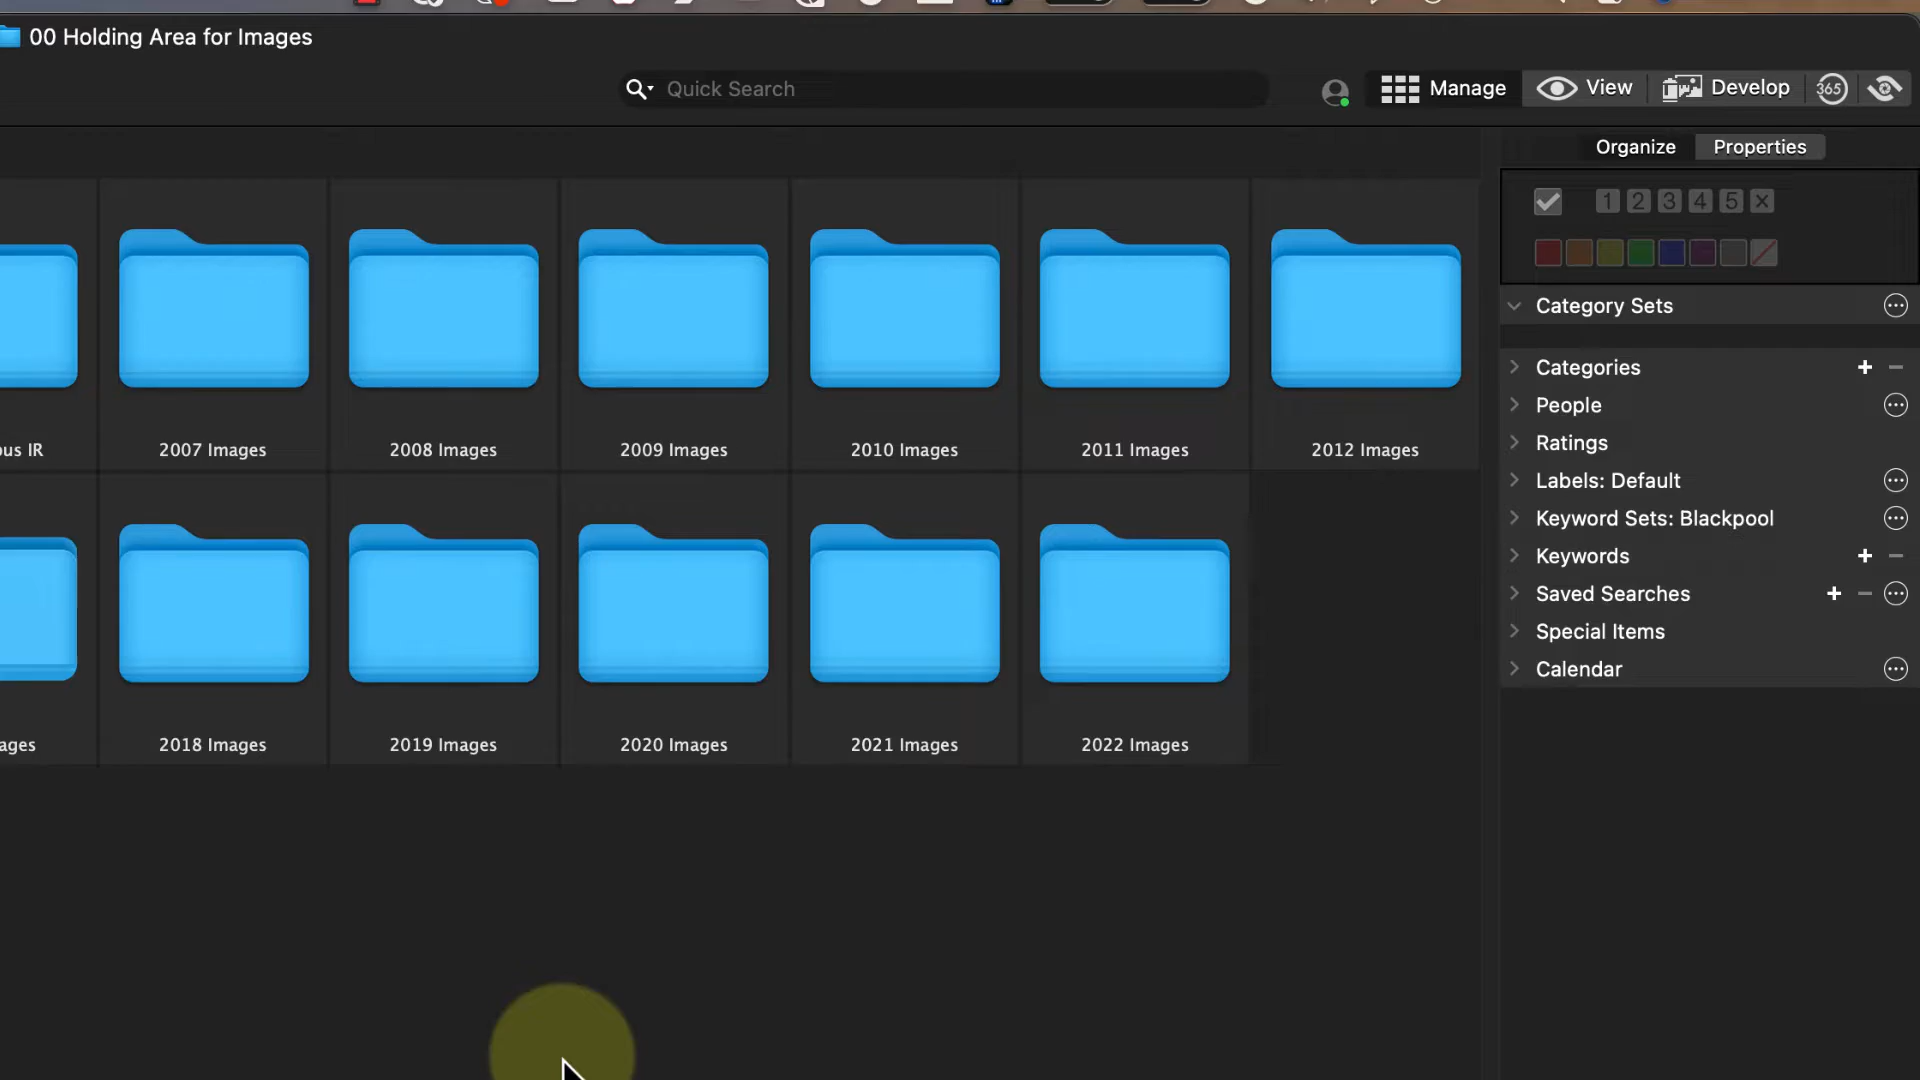 00 Holding Area for Images
Quick Search
Manage
View
Develop
365
Organize
Properties
1 2 3 4 5
Category Sets
Categories
People
Ratings
Labels: Default
Keyword Sets: Blackpool
Keywords
Saved Searches
Special Items
Calendar
ous IR
2007 Images
2008 Images
2009 Images
2010 Images
2011 Images
2012 Images
ages
2018 Images
2019 Images
2020 Images
2021 Images
2022 Images